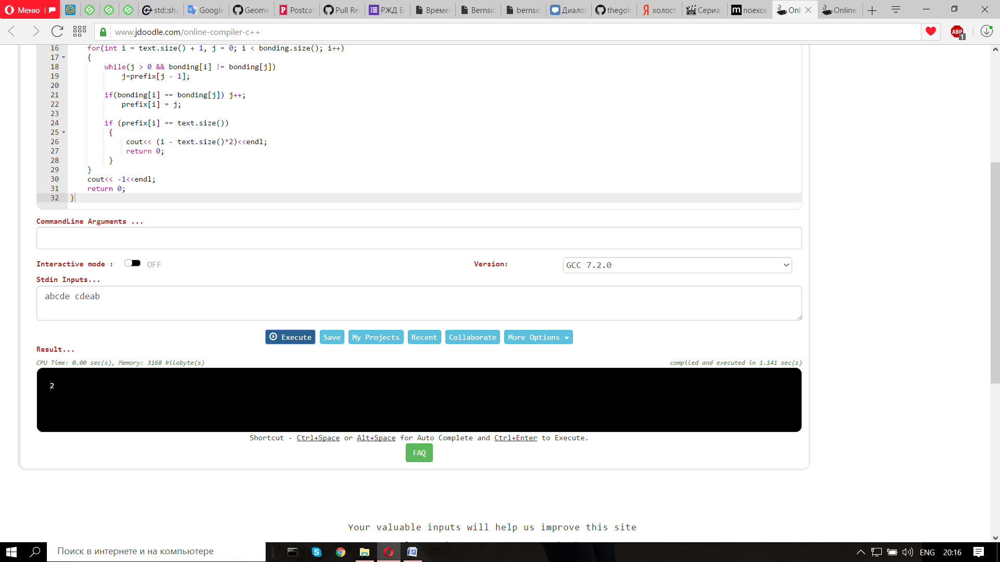 Меню
std::sha
Google
Geome
Postcar
Pull Re
РЖД Б
Времен
Bernsic
bernsic
Диалог
thegolo
холост
Сериал
noexce
Onl
Online
www.jdoodle.com/online-compiler-c++
ABP
1
16 for(int i = text.size() + 1, j = 0; i < bonding.size(); i++)
17 {
18 while(j > 0 && bonding[i] != bonding[j])
19 j=prefix[j - 1];
20
21 if(bonding[i] == bonding[j]) j++;
22 prefix[i] = j;
23
24 if (prefix[i] == text.size())
25 {
26 cout<< (i - text.size()*2)<<endl;
27 return 0;
28 }
29 }
30 cout<< -1<<endl;
31 return 0;
32 }
CommandLine Arguments ...
Interactive mode : OFF Version: GCC 7.2.0
Stdin Inputs...
abcde cdeab
Execute Save My Projects Recent Collaborate More Options
Result...
CPU Time: 0.00 sec(s), Memory: 3168 kilobyte(s) compiled and executed in 1.141 sec(s)
2
Shortcut - Ctrl+Space or Alt+Space for Auto Complete and Ctrl+Enter to Execute.
FAQ
Your valuable inputs will help us improve this site
Поиск в интернете и на компьютере
ENG 20:16